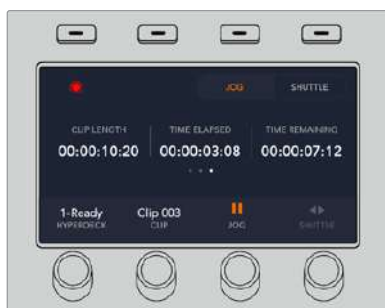 JOG SHUTTLE
CLIP LENGTH TIME ELAPSED TIME REMAINING
00:00:10:20 00:00:03:08 00:00:07:12
1-Ready Clip 003
HYPERDECK CLIP JOG SHUTTLE